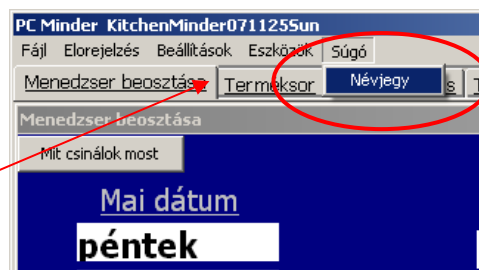 PC Minder KitchenMinder0711255un
Fájl Elorejelzés Beállítások Eszközök Súgó
Névjegy
Menedzser beosztása Termeksor s T
Menedzser beosztása
Mit csinálok most
Mai dátum
péntek